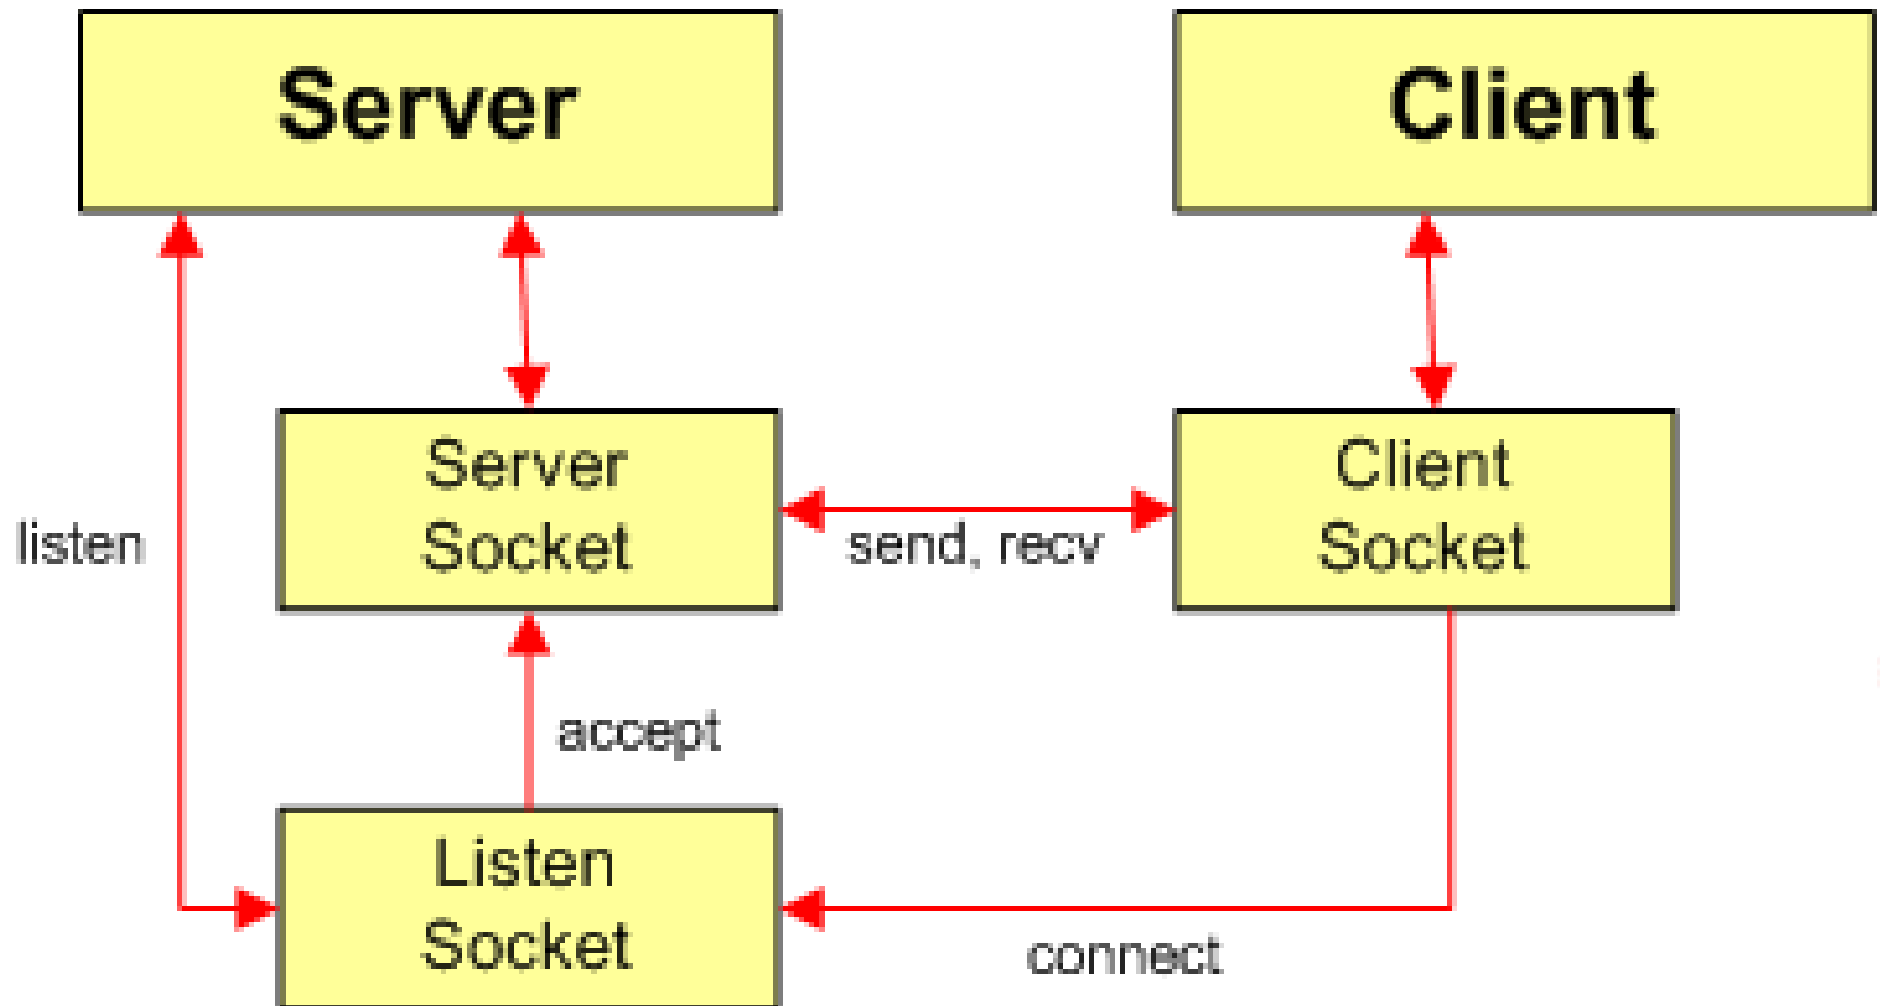 Server
Client
Server
Socket
Client
Socket
listen
send, recv
accept
Listen
Socket
connect